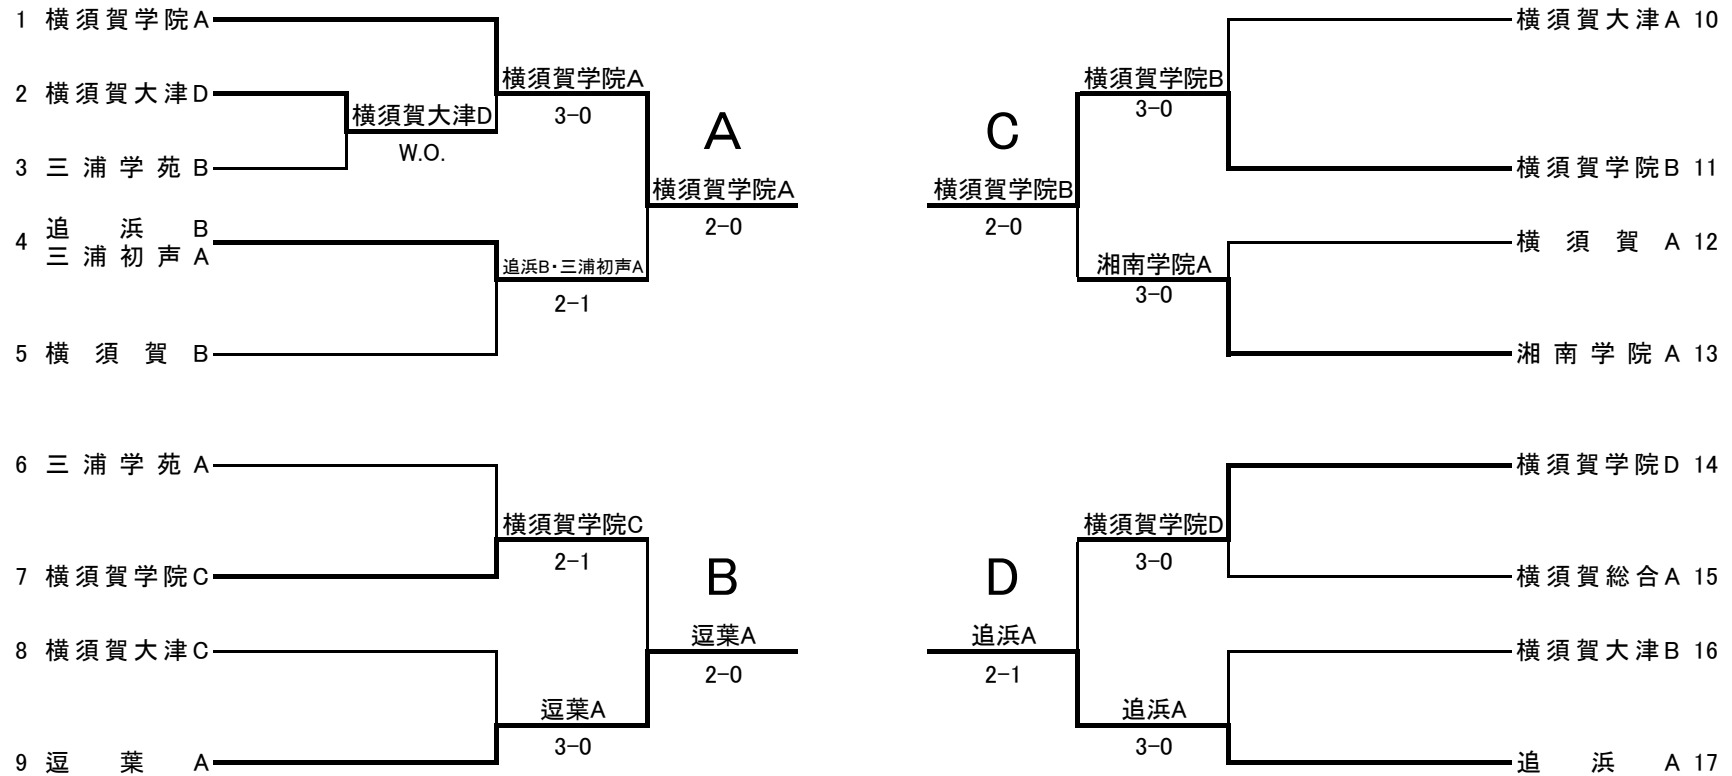 1 横須賀学院A
横須賀大津A 10
横須賀学院A
横須賀学院B
2 横須賀大津D
3-0
3-0
横須賀大津D
A
C
W.O.
3 三浦学苑B
横須賀学院B 11
横須賀学院A
横須賀学院B
2-0
2-0
4 追浜B
三浦初声A
横須賀A 12
追浜B・三浦初声A
湘南学院A
2-1
3-0
5 横須賀B
湘南学院A 13
6 三浦学苑A
横須賀学院D 14
横須賀学院C
横須賀学院D
2-1
3-0
B
D
7 横須賀学院C
横須賀総合A 15
逗葉A
追浜A
8 横須賀大津C
横須賀大津B 16
2-0
2-1
逗葉A
追浜A
3-0
3-0
9 逗葉A
追浜A 17